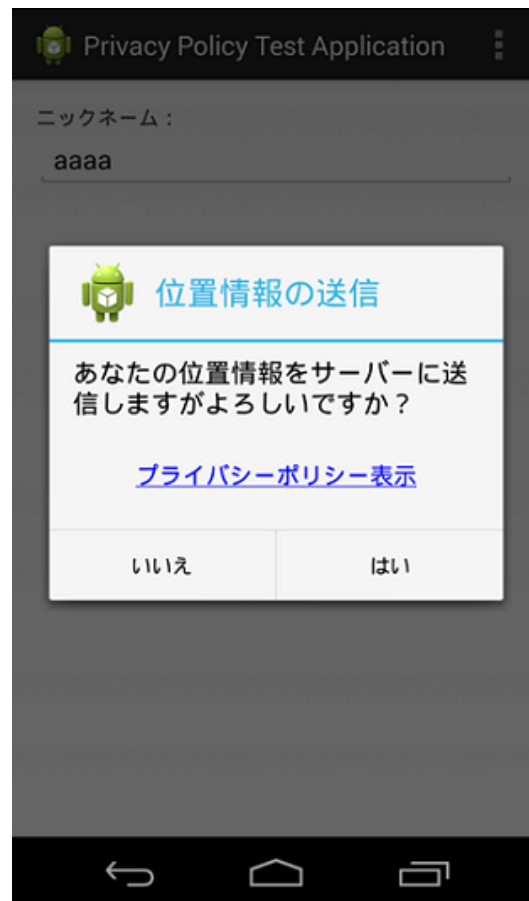 Privacy Policy Test Application
ニックネーム：
aaaa
位置情報の送信
あなたの位置情報をサーバーに送
信しますがよろしいですか？
プライバシーポリシー表示
いいえ
はい